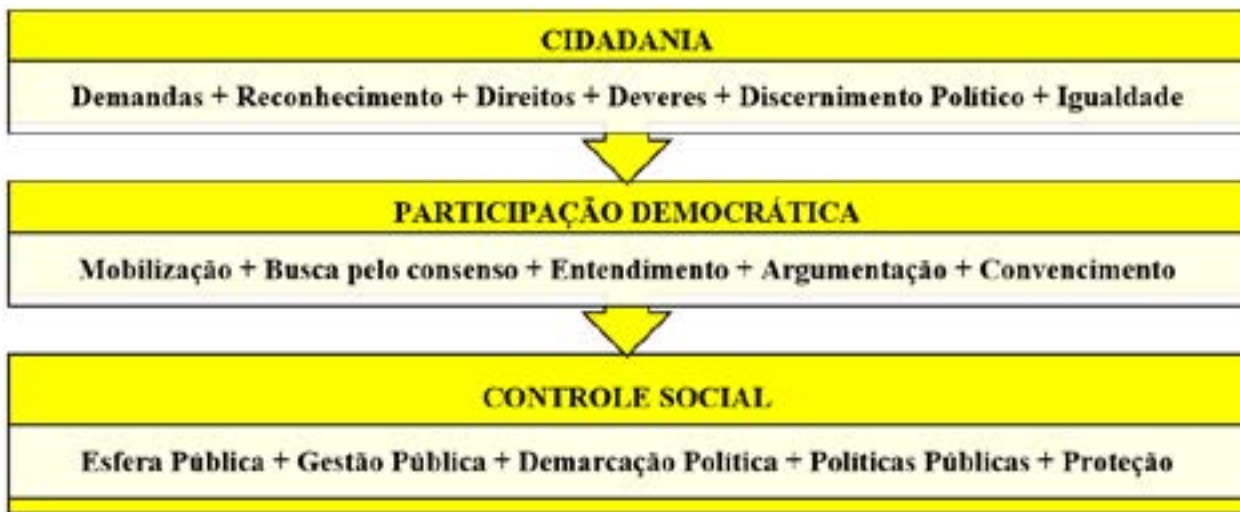 CIDADANIA
Demandas + Reconhecimento + Direitos + Deveres + Discernimento Político + Igualdade
PARTICIPAÇÃO DEMOCRÁTICA
Mobilização + Busca pelo consenso + Entendimento + Argumentação + Convencimento
CONTROLE SOCIAL
Esfera Pública + Gestão Pública + Demarcação Política + Políticas Públicas + Proteção